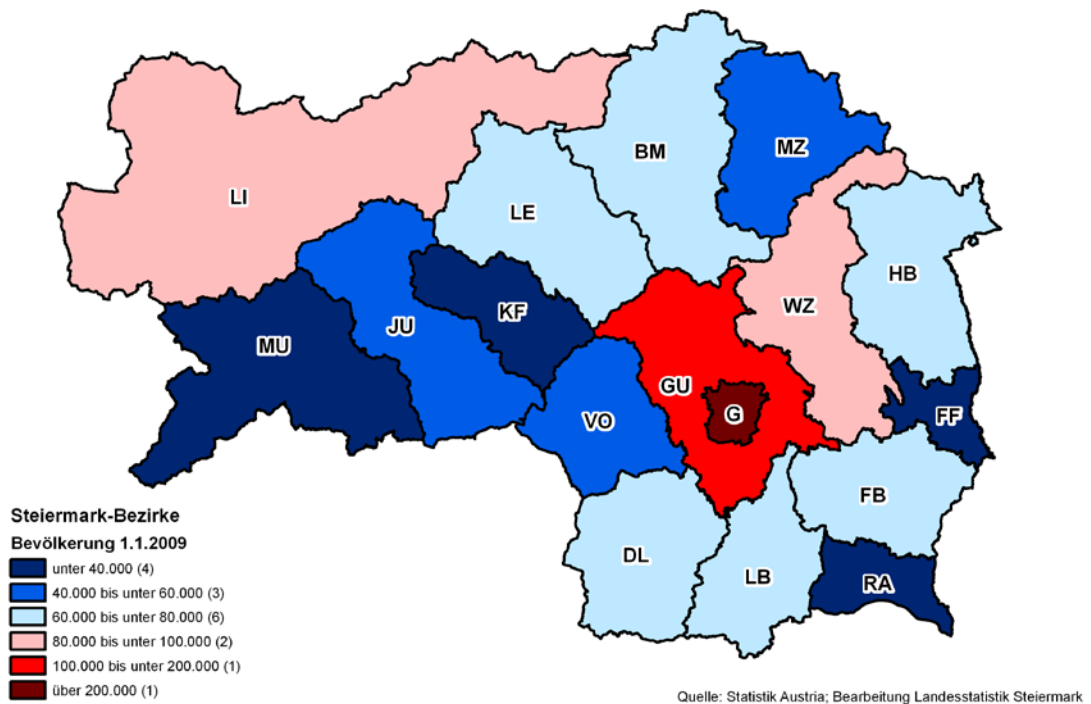 BM
MZ
LI
LE
HB
WZ
KF
JU
MU
GU
G
VO
FF
FB
DL
LB
RA
Steiermark-Bezirke
Bevölkerung 1.1.2009
unter 40.000 (4)
40.000 bis unter 60.000 (3)
60.000 bis unter 80.000 (6)
80.000 bis unter 100.000 (2)
100.000 bis unter 200.000 (1)
über 200.000 (1)
Quelle: Statistik Austria; Bearbeitung Landesstatistik Steiermark